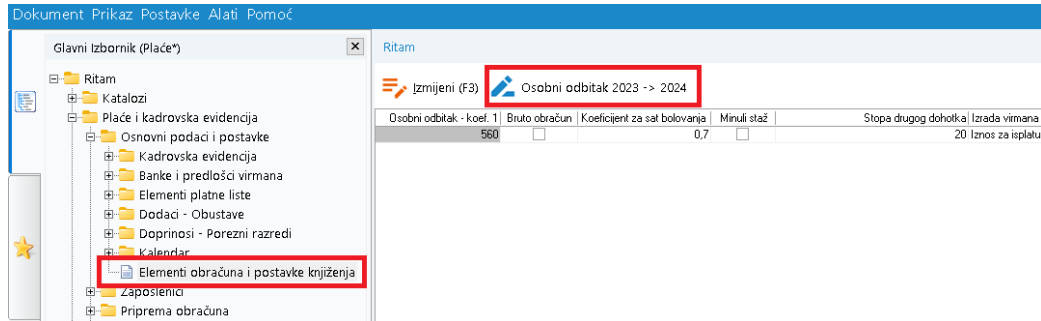 Dokument Prikaz Postavke Alati Pomoć
Glavni Izbornik (Plaće*)
Ritam
Katalozi
Plaće i kadrovska evidencija
Osnovni podaci i postavke
Kadrovska evidencija
Banke i predlošci virmana
Elementi platne liste
Dodaci - Obustave
Doprinosi - Porezni razredi
Kalendar
Elementi obračuna i postavke knjiženja
Zaposlenici
Priprema obračuna
Ritam
Izmijeni (F3) Osobni odbitak 2023 -> 2024
Osobni odbitak - koef. 1 Bruto obračun Koeficijent za sat bolovanja Minuli staž Stopa drugog dohotka Izrada virmana
560 0,7 20 Iznos za isplatu